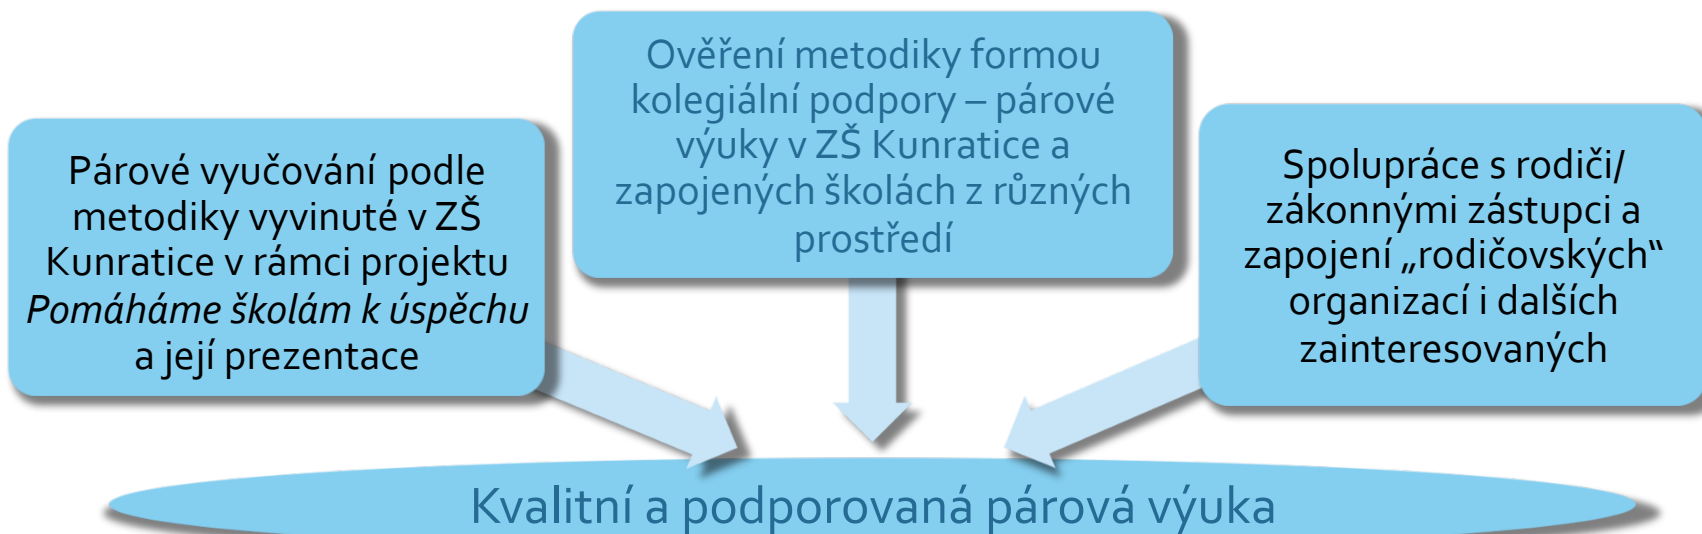 Párové vyučování podle
metodiky vyvinuté v ZŠ
Kunratice v rámci projektu
Pomáháme školám k úspěchu
a její prezentace
Ověření metodiky formou
kolegiální podpory – párové
výuky v ZŠ Kunratice a
zapojených školách z různých
prostředí
Spolupráce s rodiči/
zákonnými zástupci a
zapojení „rodičovských“
organizací i dalších
zainteresovaných
Kvalitní a podporovaná párová výuka